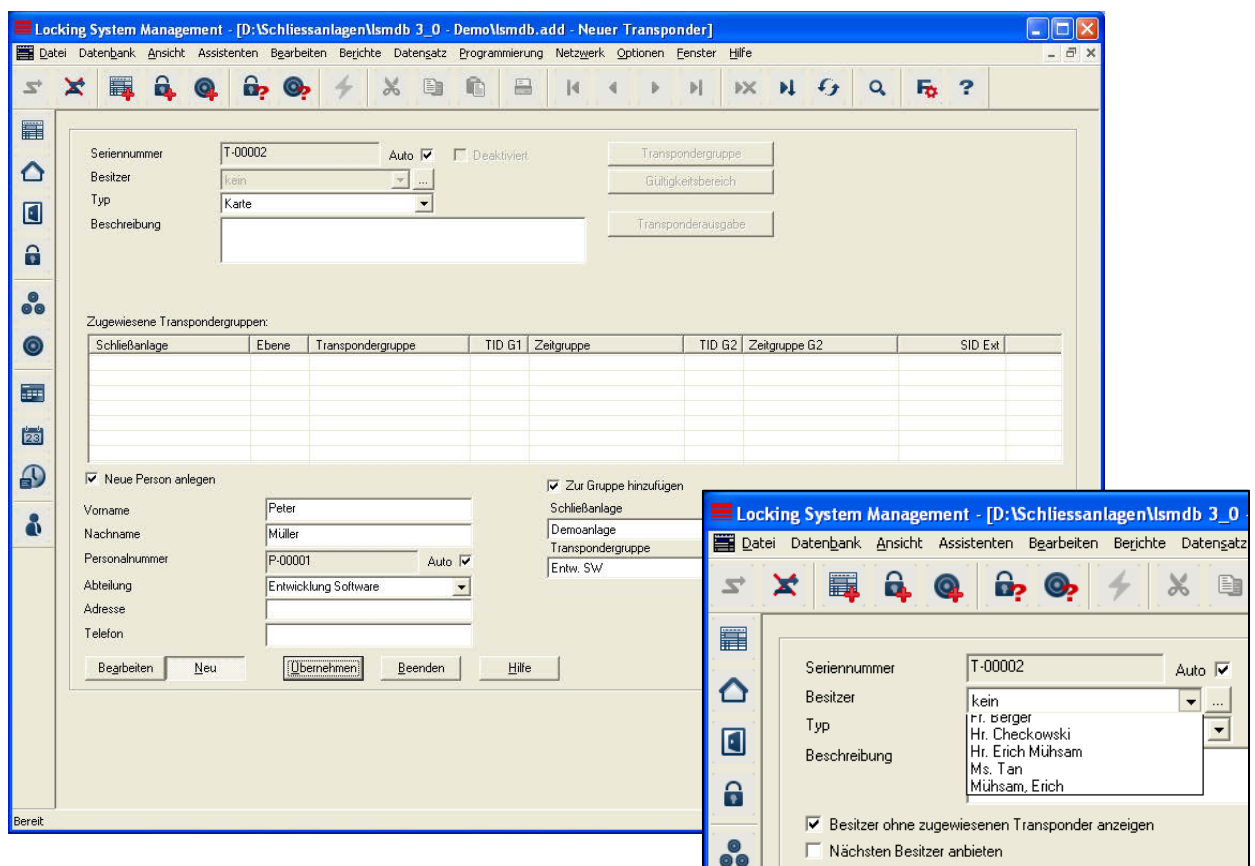 Locking System Management - [D:\Schliessanlagen\lsmdb 3_0 - Demo\lsmdb.add - Neuer Transponder]
Datei Datenbank Ansicht Assistenten Bearbeiten Berichte Datensatz Programmierung Netzwerk Optionen Fenster Hilfe
Seriennummer T-00002 Auto Deaktiviert Transpondergruppe
Besitzer kein ... Gültigkeitsbereich
Typ Karte
Beschreibung Transponderausgabe
Zugewiesene Transpondergruppen:
Schließanlage Ebene Transpondergruppe TID G1 Zeitgruppe TID G2 Zeitgruppe G2 SID Ext
Neue Person anlegen
Vorname Peter
Nachname Müller
Personalnummer P-00001 Auto
Abteilung Entwicklung Software
Adresse
Telefon
Zur Gruppe hinzufügen
Schließanlage
Demoanlage
Transpondergruppe
Entw. SW
Bearbeiten Neu Übernehmen Beenden Hilfe
Bereit
Locking System Management - [D:\Schliessanlagen\lsmdb 3_0 -
Datei Datenbank Ansicht Assistenten Bearbeiten Berichte Datensatz
Seriennummer T-00002 Auto
Besitzer kein ...
Typ
Beschreibung
Fr. Berger
Hr. Checkowski
Hr. Erich Mühsam
Ms. Tan
Mühsam, Erich
Besitzer ohne zugewiesenen Transponder anzeigen
Nächsten Besitzer anbieten